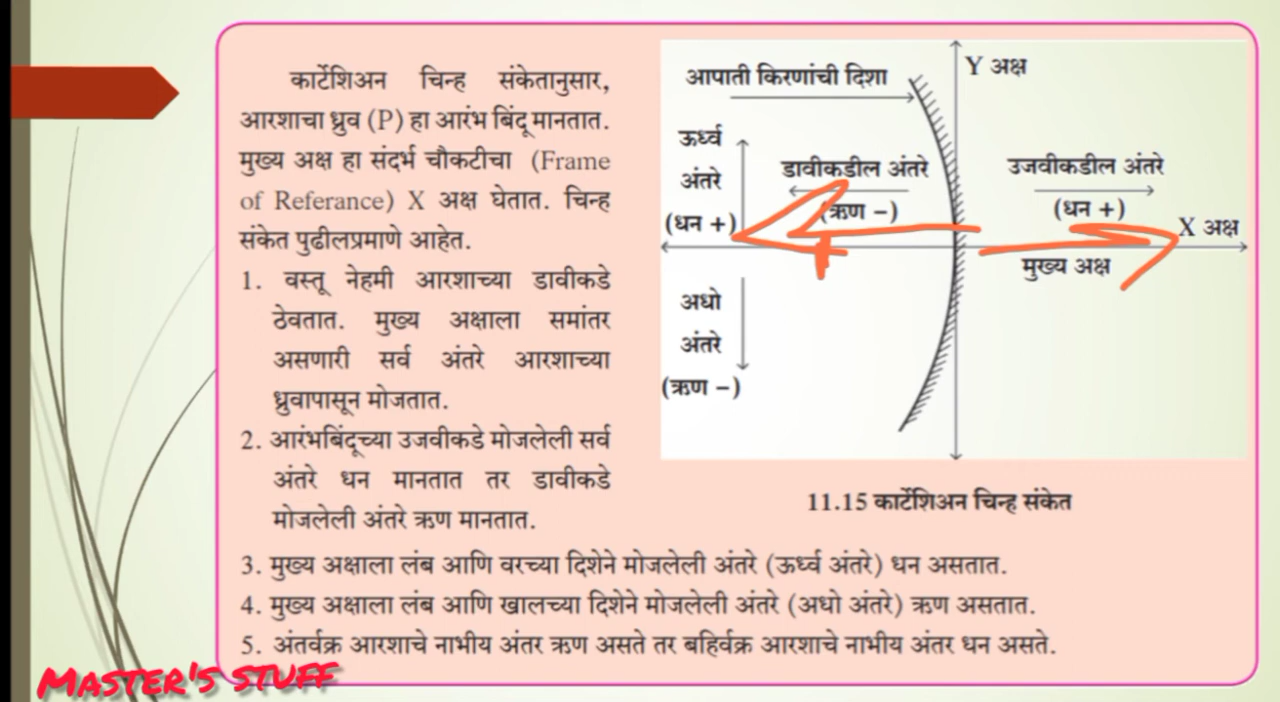 कार्टेशिअन चिन्ह संकेतानुसार,
आरशाचा ध्रुव (P) हा आरंभ बिंदू मानतात.
मुख्य अक्ष हा संदर्भ चौकटीचा (Frame
of Referance) X अक्ष घेतात. चिन्ह
संकेत पुढीलप्रमाणे आहेत.
1. वस्तू नेहमी आरशाच्या डावीकडे
ठेवतात. मुख्य अक्षाला समांतर
असणारी सर्व अंतरे आरशाच्या
ध्रुवापासून मोजतात.
2. आरंभबिंदूच्या उजवीकडे मोजलेली सर्व
अंतरे धन मानतात तर डावीकडे
मोजलेली अंतरे ऋण मानतात.
Y अक्ष
आपाती किरणांची दिशा
ऊर्ध्व
अंतरे
(धन +)
डावीकडील अंतरे
(ऋण –)
उजवीकडील अंतरे
(धन +)
X अक्ष
मुख्य अक्ष
अधो
अंतरे
(ऋण –)
11.15 कार्टेशिअन चिन्ह संकेत
3. मुख्य अक्षाला लंब आणि वरच्या दिशेने मोजलेली अंतरे (ऊर्ध्व अंतरे) धन असतात.
4. मुख्य अक्षाला लंब आणि खालच्या दिशेने मोजलेली अंतरे (अधो अंतरे) ऋण असतात.
5. अंतर्वक्र आरशाचे नाभीय अंतर ऋण असते तर बहिर्वक्र आरशाचे नाभीय अंतर धन असते.
MASTER'S STUFF